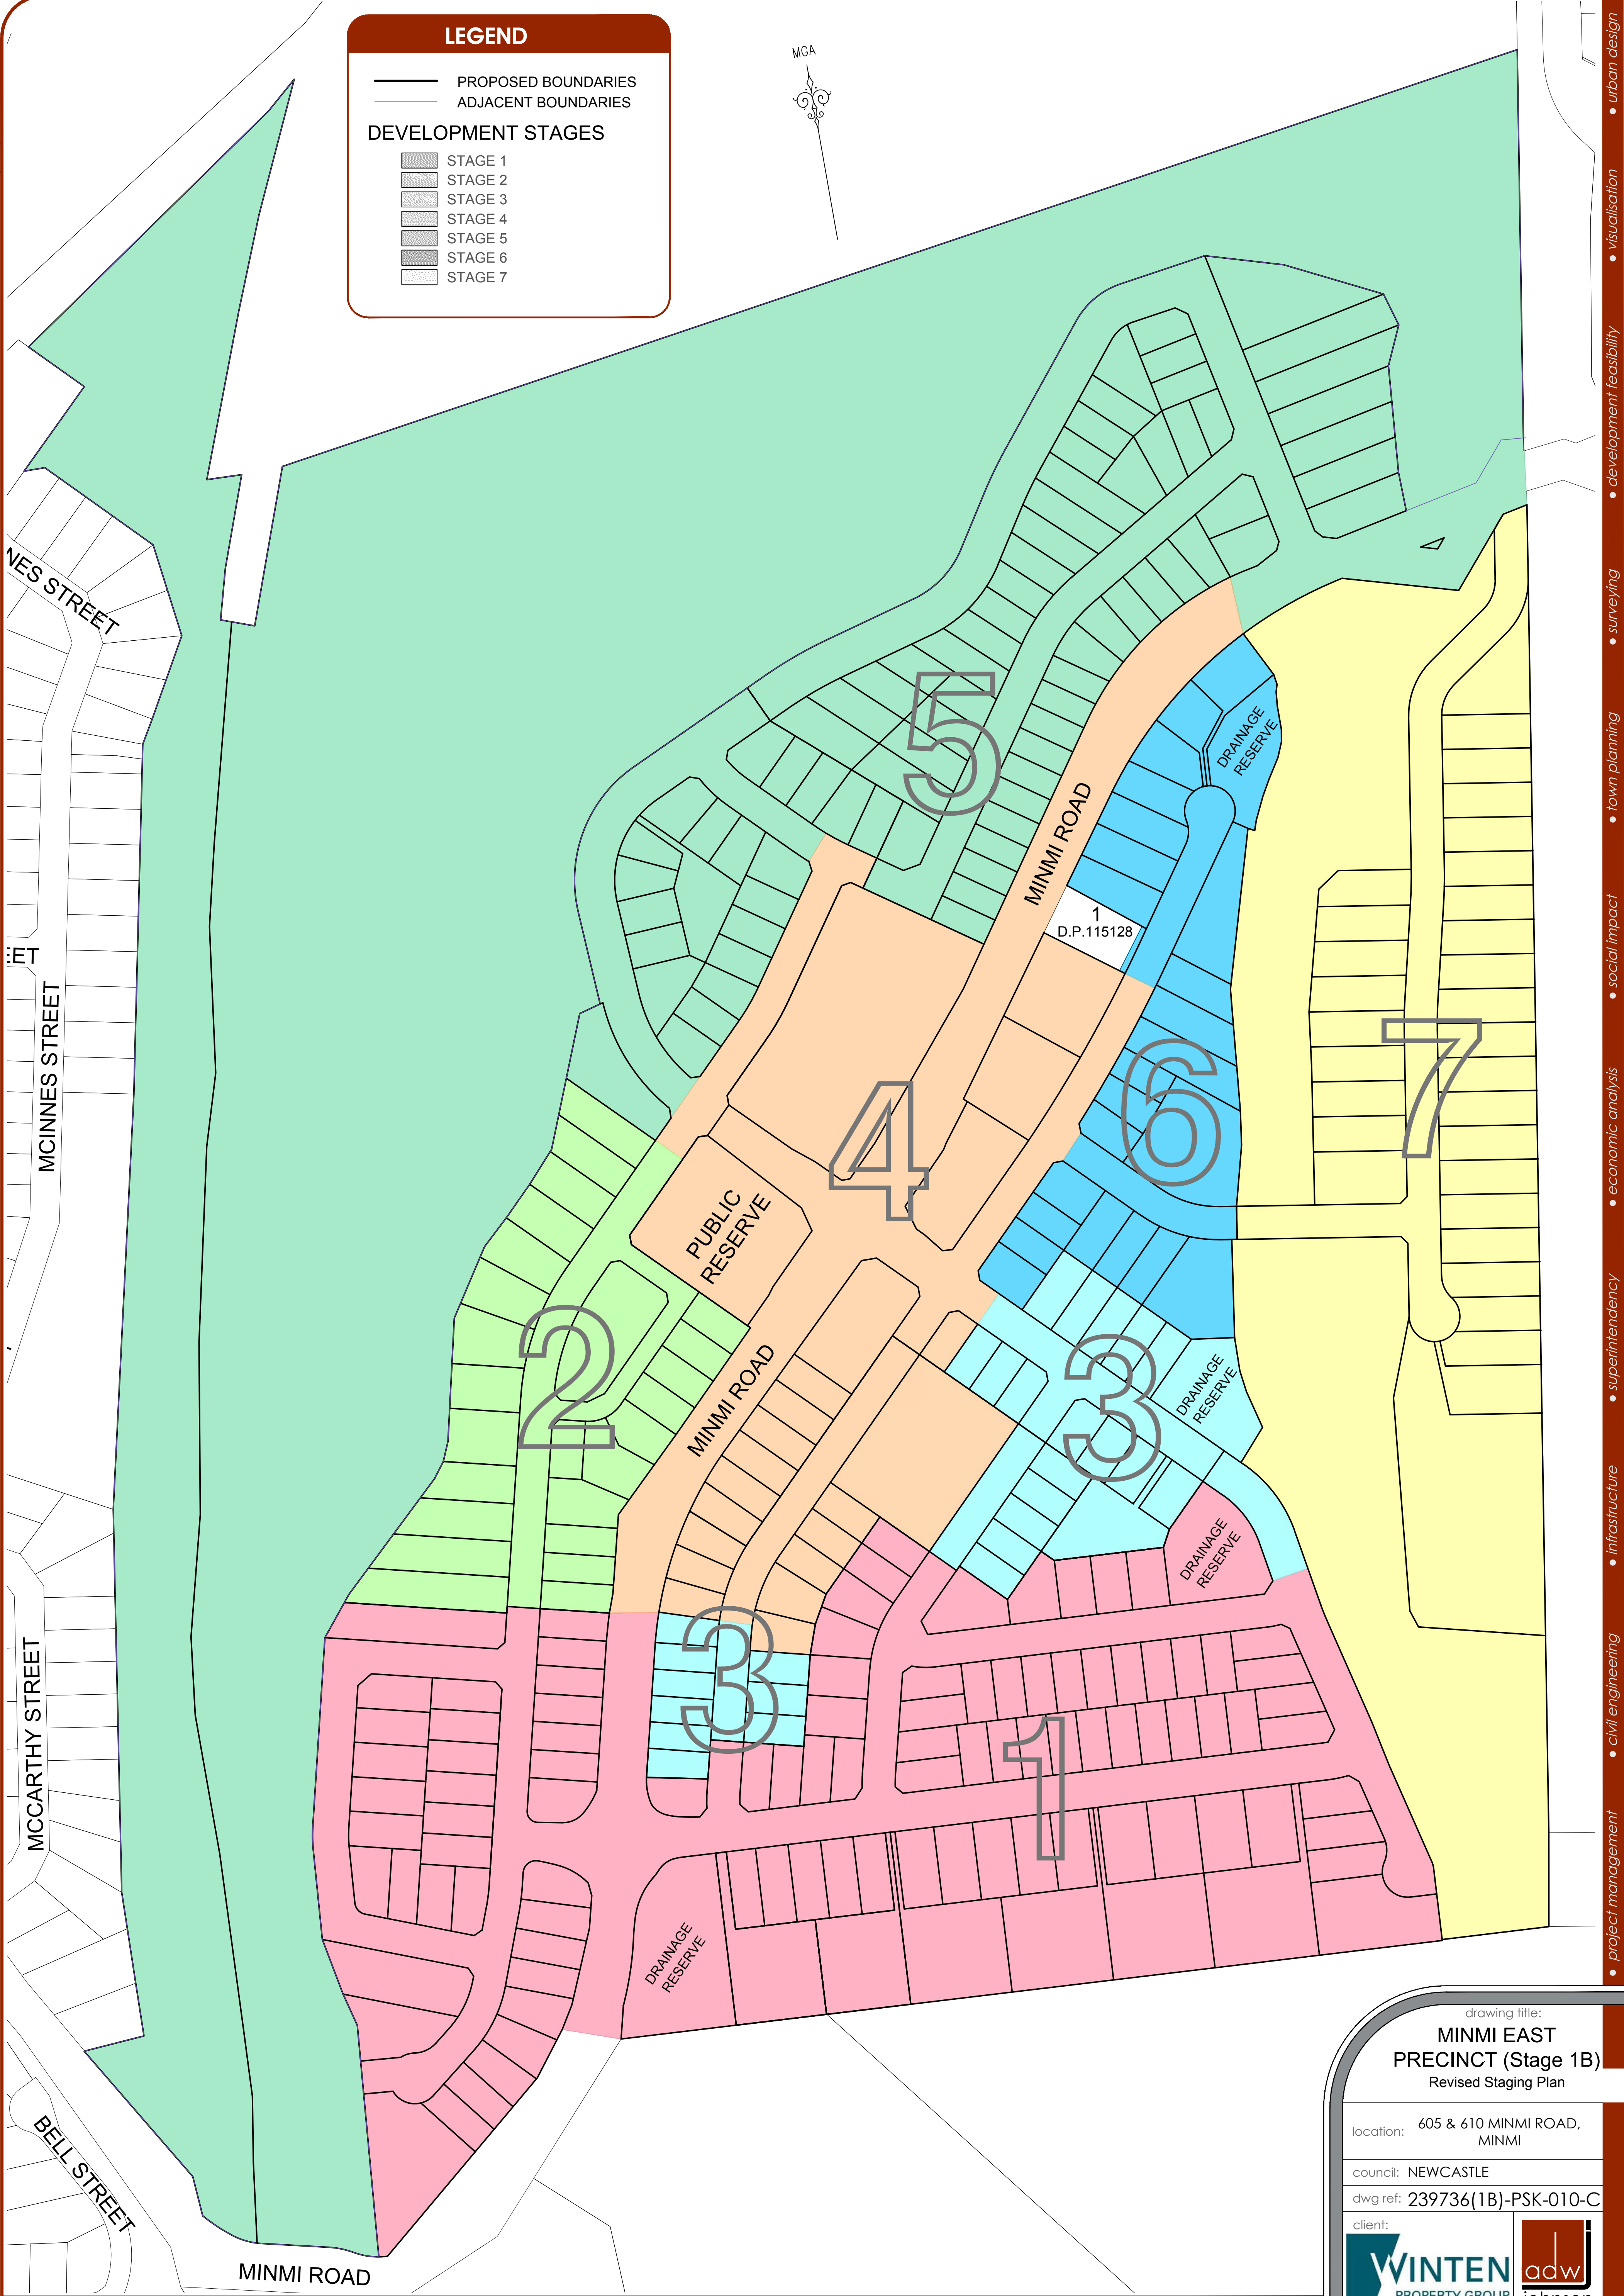 LEGEND
PROPOSED BOUNDARIES
ADJACENT BOUNDARIES
DEVELOPMENT STAGES
STAGE 1
STAGE 2
STAGE 3
STAGE 4
STAGE 5
STAGE 6
STAGE 7
MGA
NES STREET
EET
MCINNES STREET
MCCARTHY STREET
BELL STREET
MINMI ROAD
5
MINMI ROAD
DRAINAGE
RESERVE
1
D.P.115128
4
6
7
PUBLIC
RESERVE
2
MINMI ROAD
3
DRAINAGE
RESERVE
DRAINAGE
RESERVE
3
1
DRAINAGE
RESERVE
• project management
• civil engineering
• infrastructure
• superintendency
• economic analysis
• social impact
• town planning
• surveying
• development feasibility
• visualisation
• urban design
drawing title:
MINMI EAST
PRECINCT (Stage 1B)
Revised Staging Plan
location: 605 & 610 MINMI ROAD,
MINMI
council: NEWCASTLE
dwg ref: 239736(1B)-PSK-010-C
client:
WINTEN
PROPERTY GROUP
adwj
johnson